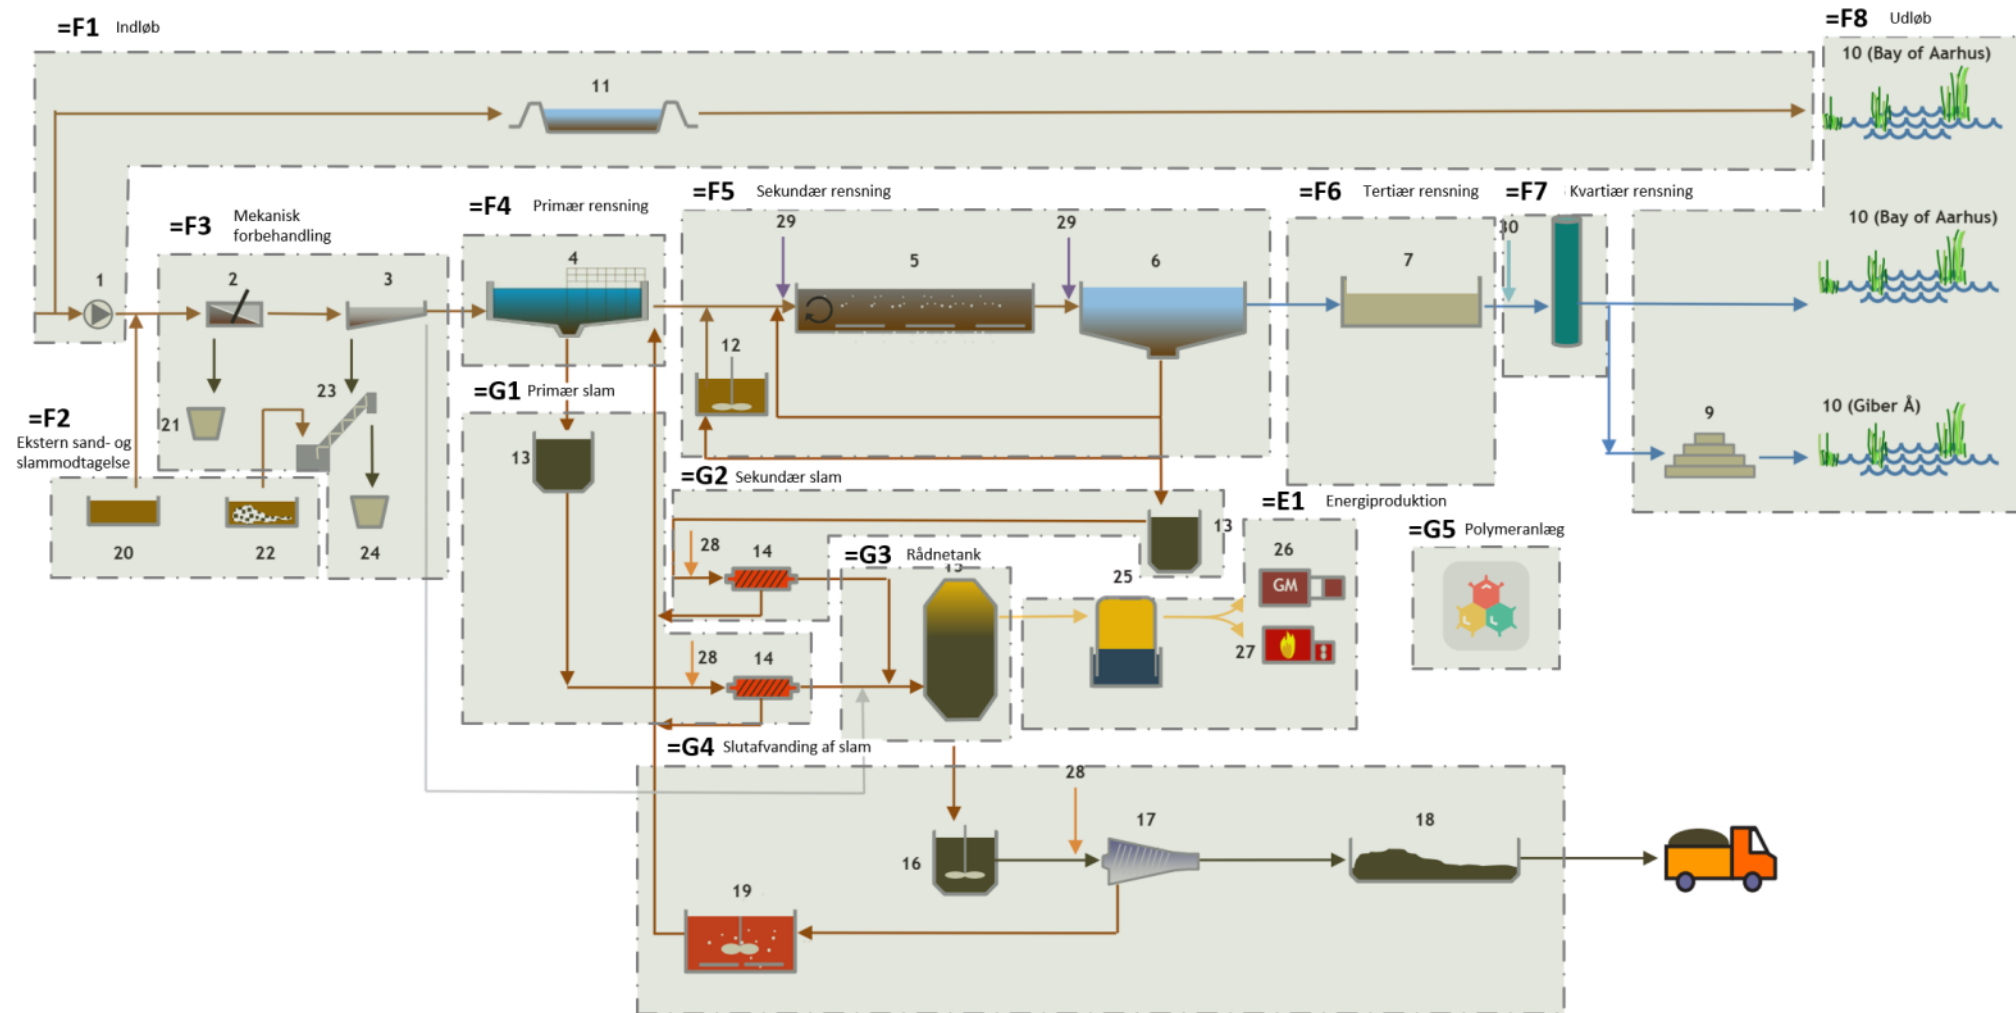 =F1 Indløb
=F8 Udløb
10 (Bay of Aarhus)
11
=F5 Sekundær rensning
=F6 Tertiær rensning
=F7 Kvartiær rensning
=F4 Primær rensning
=F3 Mekanisk
forbehandling
10 (Bay of Aarhus)
29
29
30
1
2
3
4
5
6
7
12
=G1 Primær slam
23
21
=F2
Ekstern sand- og
slammodtagelse
10 (Giber Å)
9
13
=G2 Sekundær slam
=E1 Energiproduktion
13
=G5 Polymeranlæg
20
22
24
28
14
=G3 Rådnetank
15
25
26
GM
28
14
27
=G4 Slutafvanding af slam
28
17
18
16
19